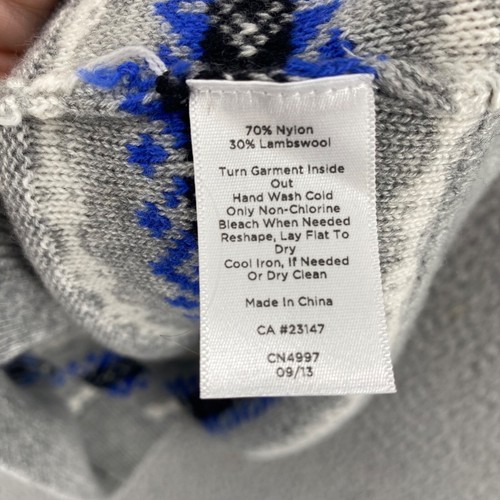 70% Nylon
30% Lambswool
Turn Garment Inside
Out
Hand Wash Cold
Only Non-Chlorine
Bleach When Needed
Reshape, Lay Flat To
Dry
Cool Iron, If Needed
Or Dry Clean
Made In China
CA #23147
CN4997
09/13